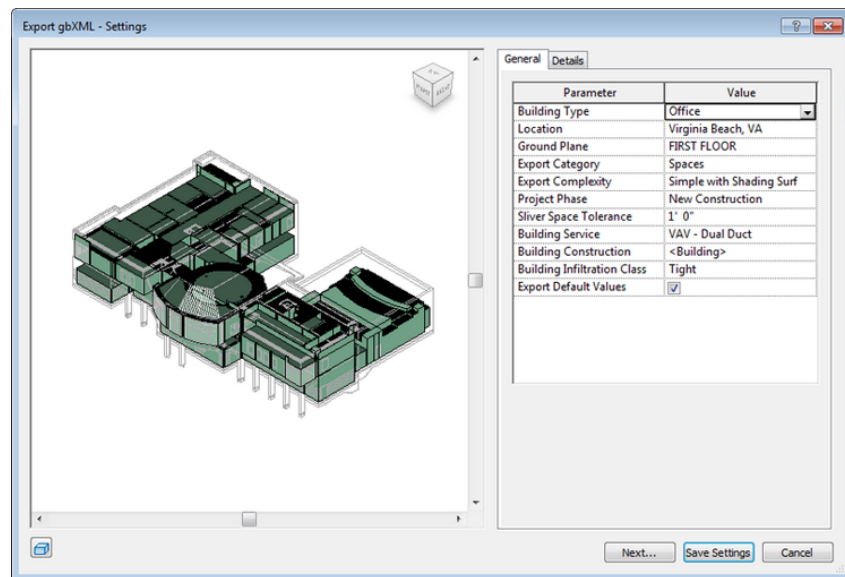 Export gbXML - Settings
General Details
Parameter Value
Building Type Office
Location Virginia Beach, VA
Ground Plane FIRST FLOOR
Export Category Spaces
Export Complexity Simple with Shading Surf
Project Phase New Construction
Sliver Space Tolerance 1' 0"
Building Service VAV - Dual Duct
Building Construction <Building>
Building Infiltration Class Tight
Export Default Values
Next... Save Settings Cancel